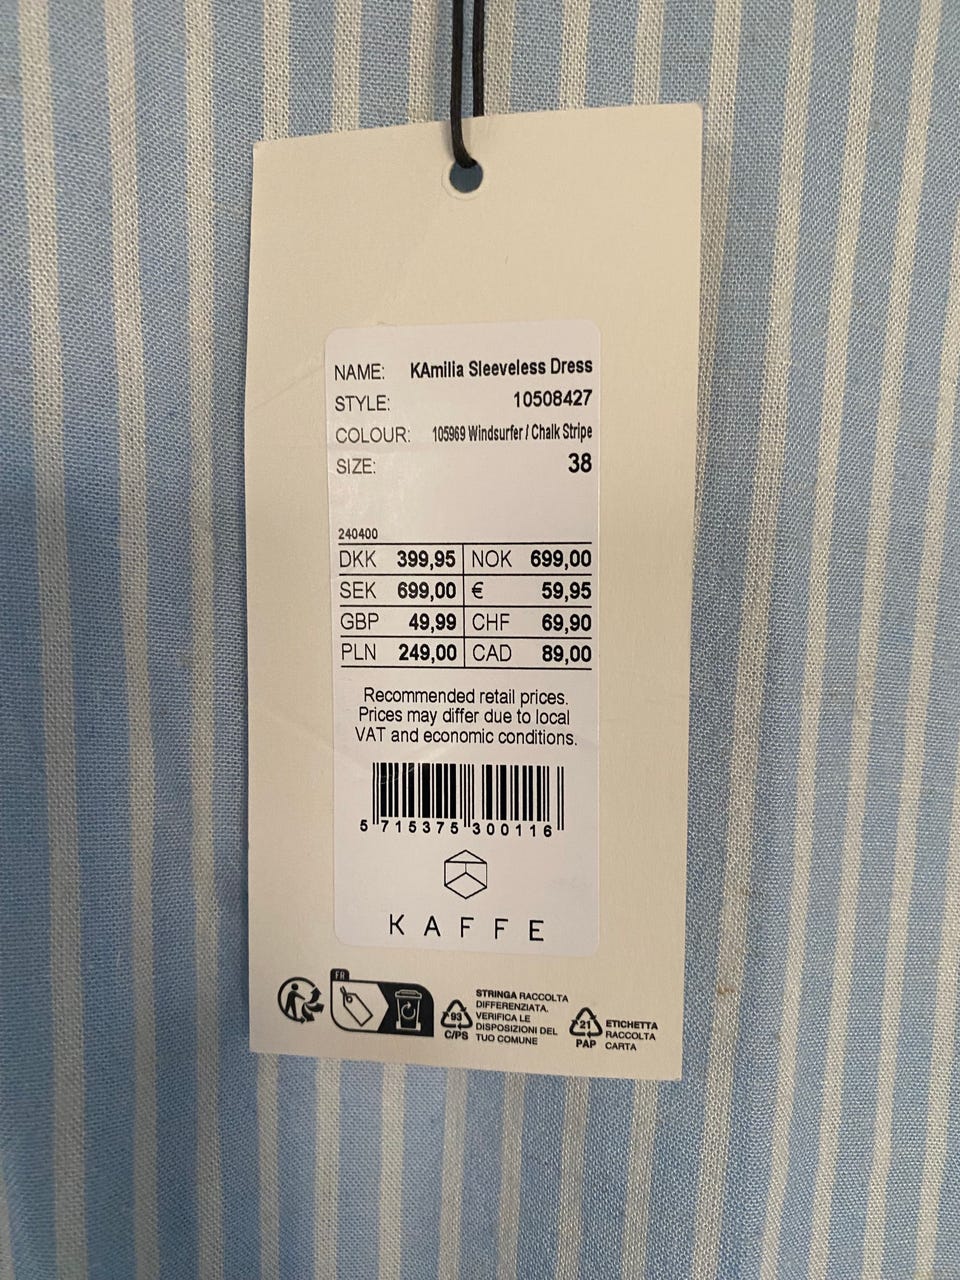 NAME: KAmilia Sleeveless Dress
STYLE: 10508427
COLOUR: 105969 Windsurfer / Chalk Stripe
SIZE: 38
240400
DKK 399,95 NOK 699,00
SEK 699,00 € 59,95
GBP 49,99 CHF 69,90
PLN 249,00 CAD 89,00
Recommended retail prices.
Prices may differ due to local
VAT and economic conditions.
5 715375 300116
KAFFE
FR
93
C/PS
STRINGA RACCOLTA
DIFFERENZIATA.
VERIFICA LE
DISPOSIZIONI DEL
TUO COMUNE
21
PAP
ETICHETTA
RACCOLTA
CARTA